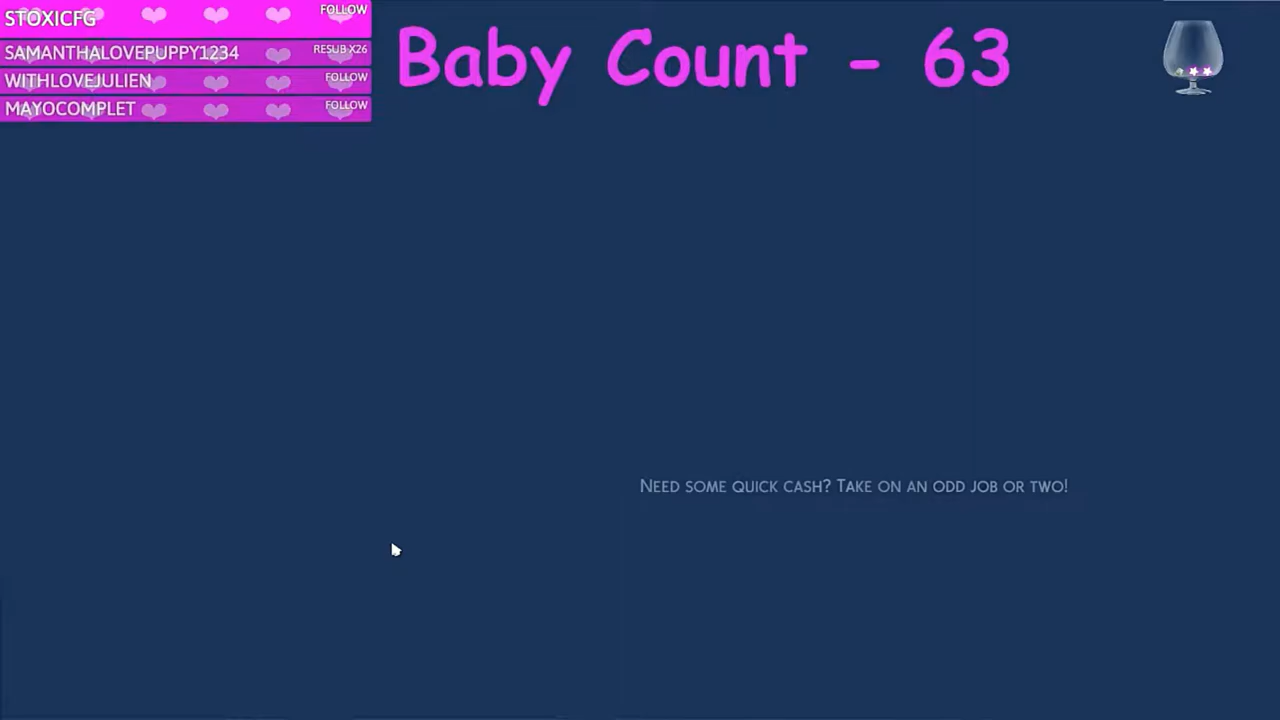 STOXICFG FOLLOW
SAMANTHALOVEPUPPY1234 RESUB X26
WITHLOVEJULIEN FOLLOW
MAYOCOMPLET FOLLOW
Baby Count - 63
NEED SOME QUICK CASH? TAKE ON AN ODD JOB OR TWO!